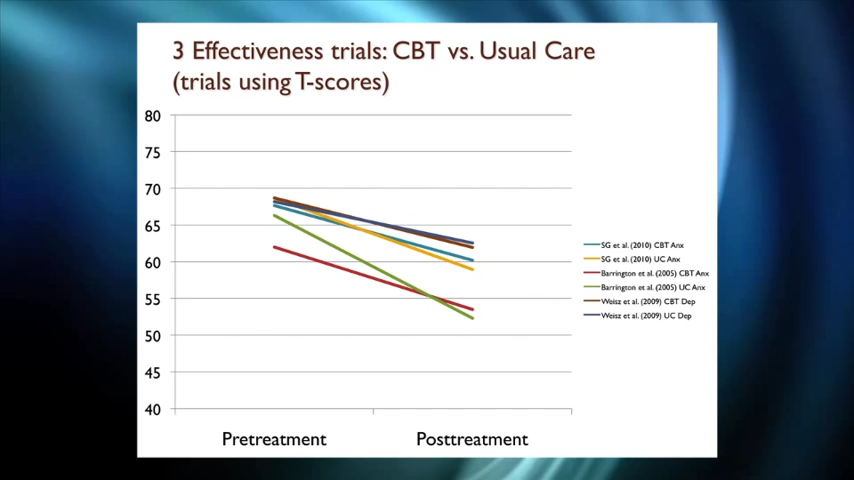 3 Effectiveness trials: CBT vs. Usual Care
(trials using T-scores)
80
75
70
65
60
55
50
45
40
Pretreatment
Posttreatment
SG et al. (2010) CBT Anx
SG et al. (2010) UC Anx
Barrington et al. (2005) CBT Anx
Barrington et al. (2005) UC Anx
Weisz et al. (2009) CBT Dep
Weisz et al. (2009) UC Dep